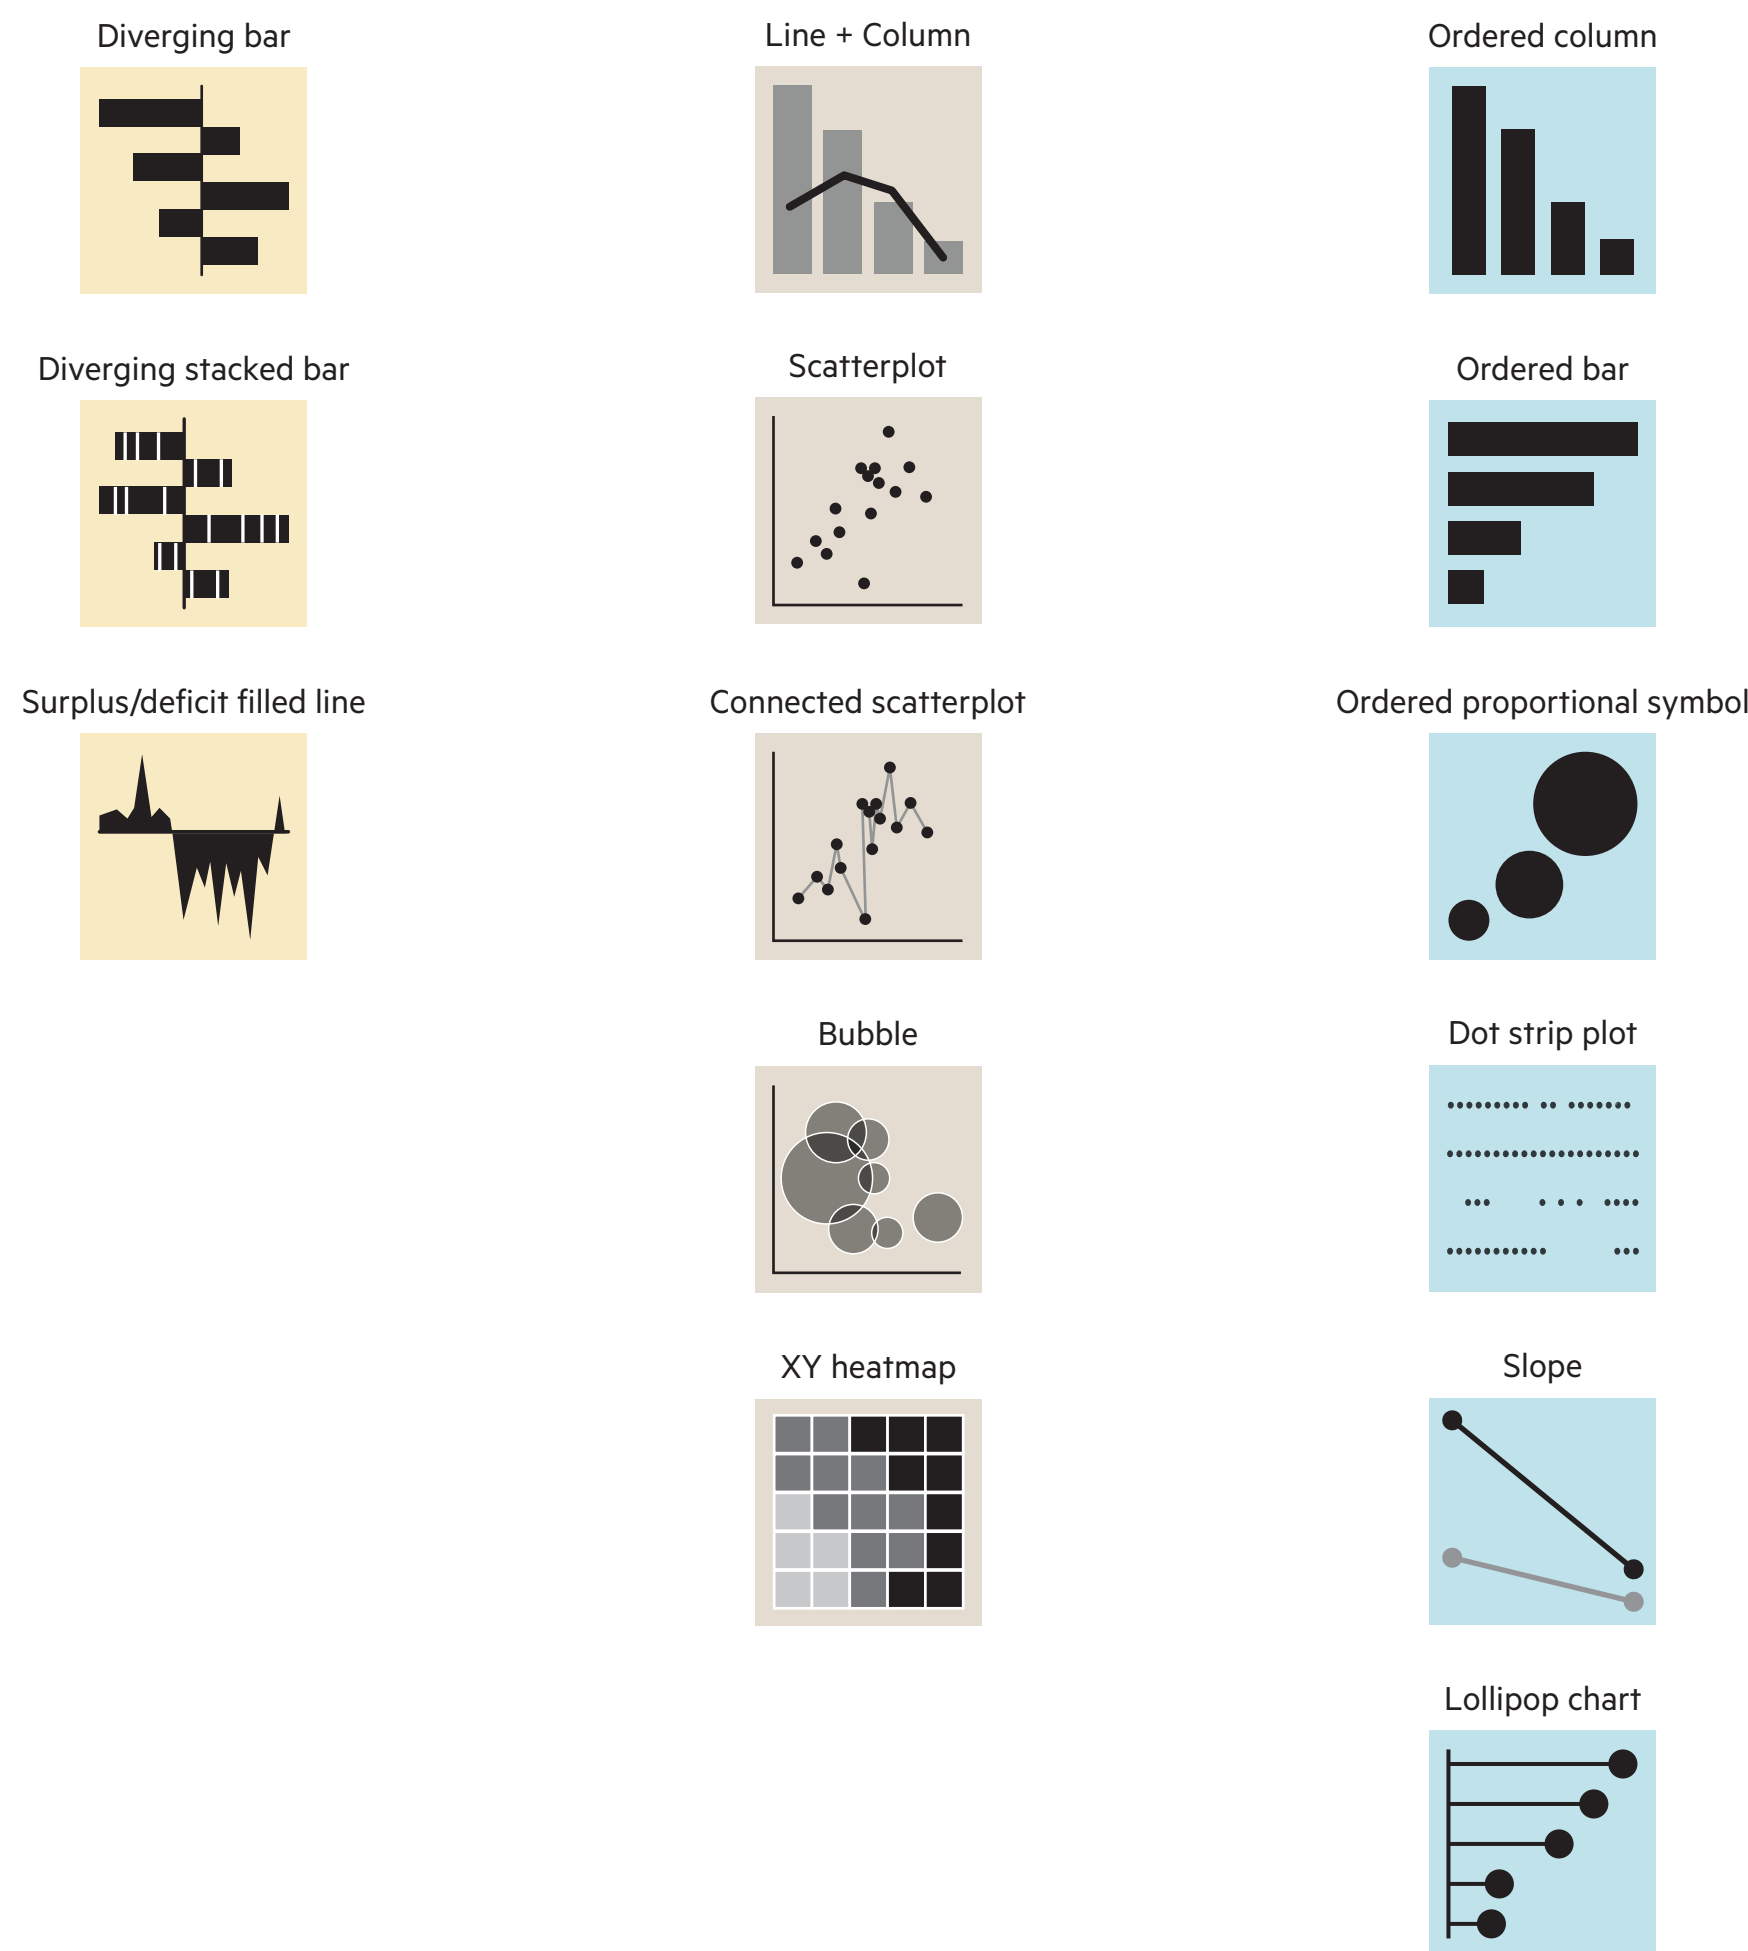 Diverging bar
Line + Column
Ordered column
Diverging stacked bar
Scatterplot
Ordered bar
Surplus/deficit filled line
Connected scatterplot
Ordered proportional symbol
Bubble
Dot strip plot
XY heatmap
Slope
Lollipop chart